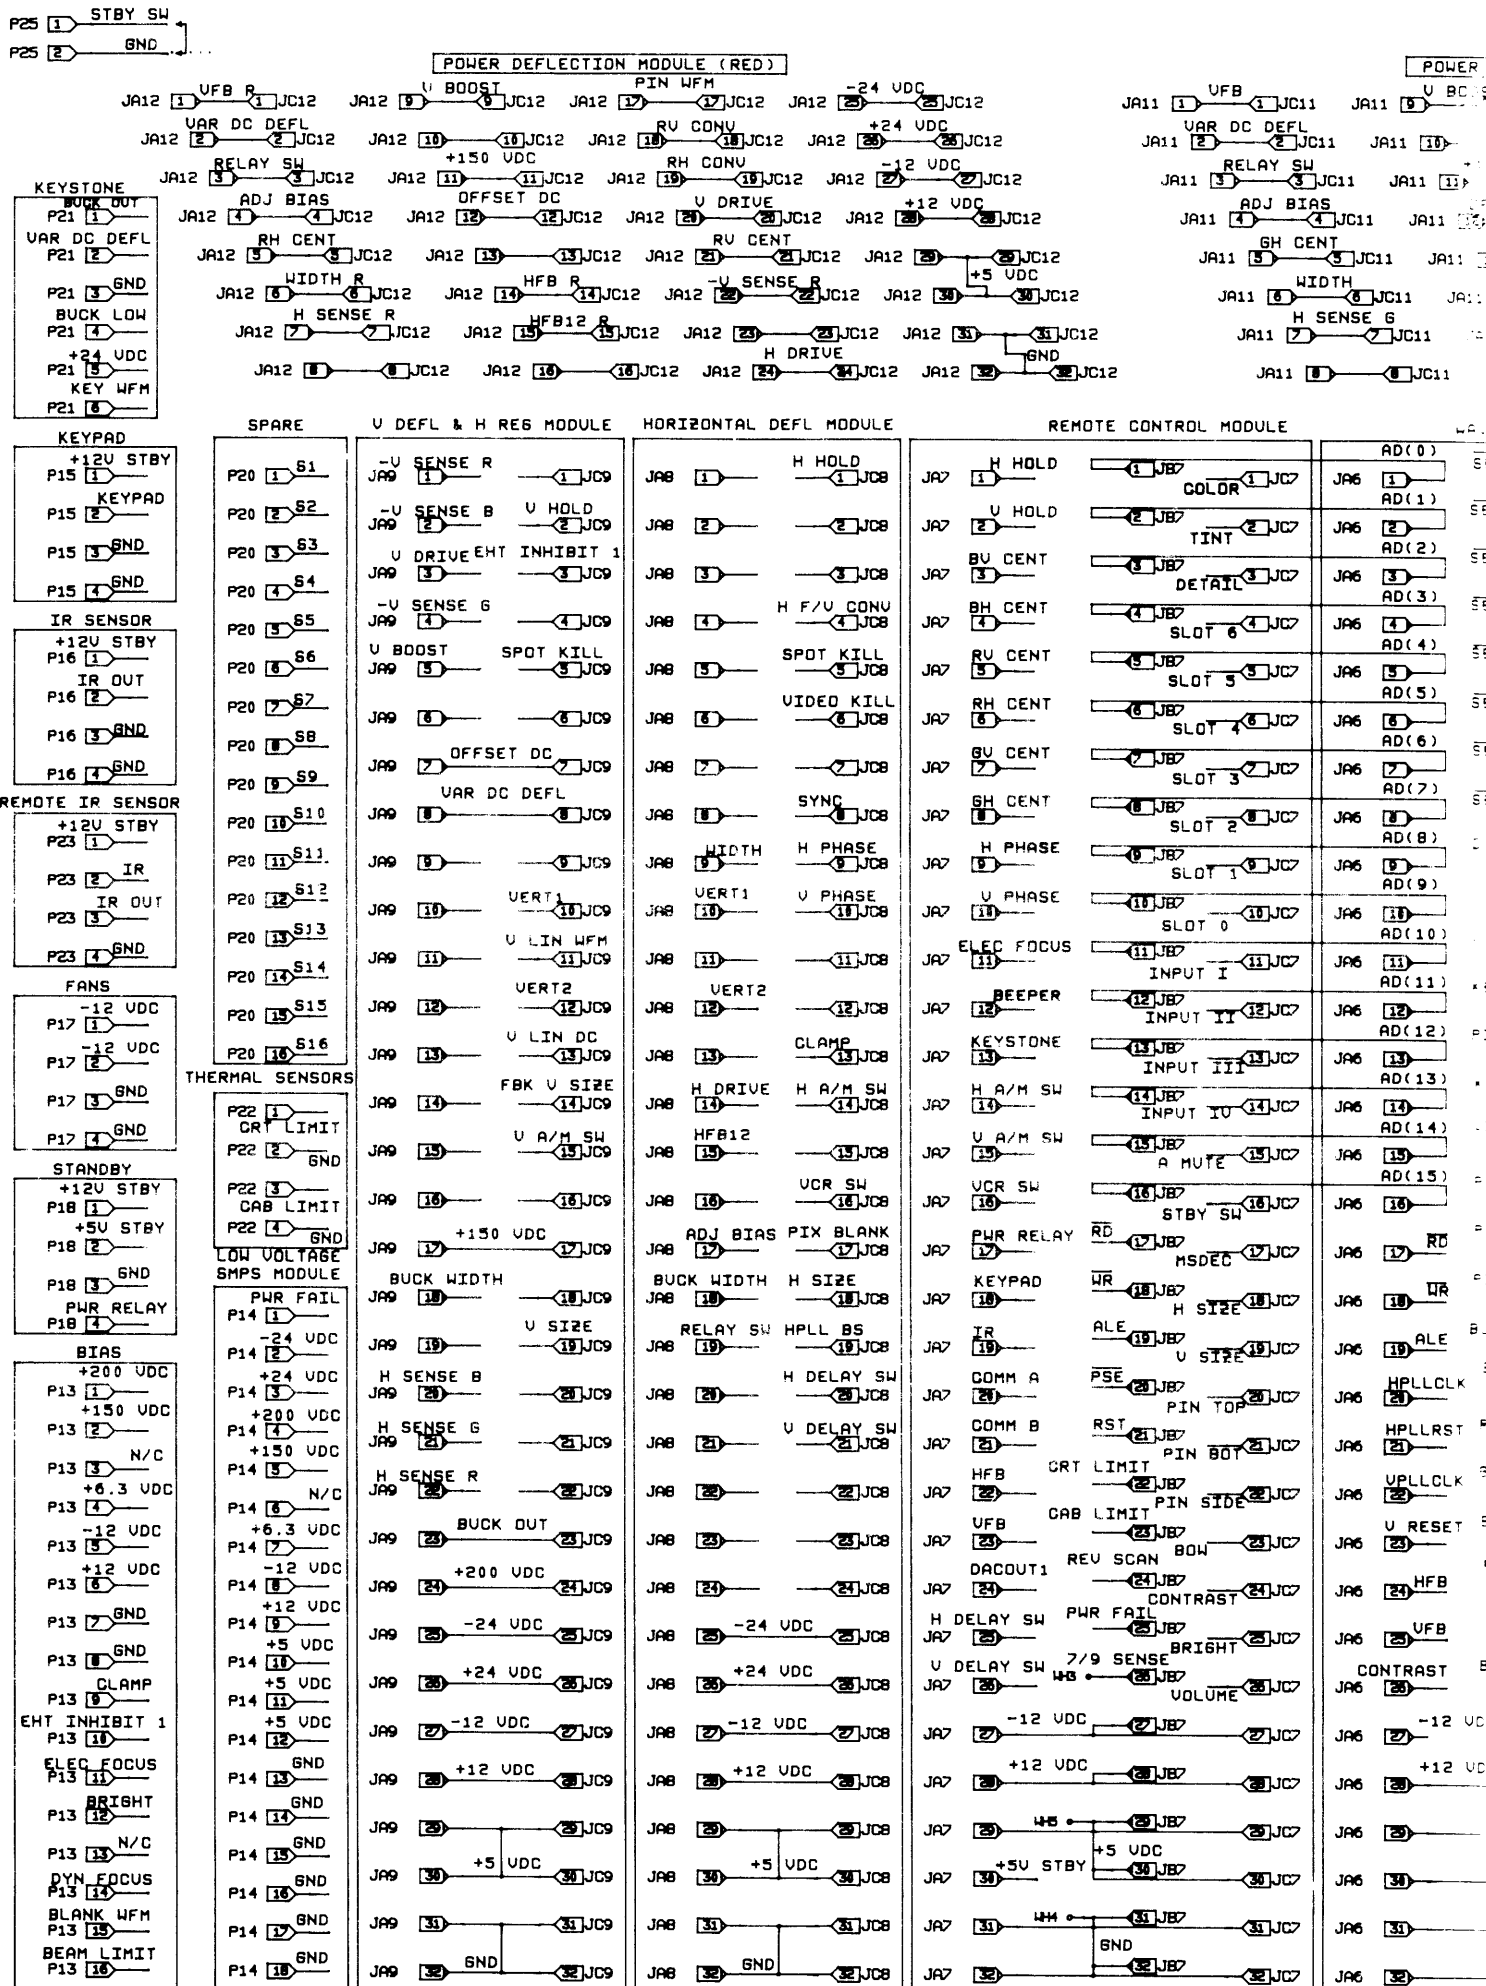 P25 1 STBY SW
P25 2 GND
POWER DEFLECTION MODULE (RED)
JA12 1 VFB R 1 JC12
JA12 2 VAR DC DEFL 2 JC12
JA12 3 RELAY SW 3 JC12
JA12 4 ADJ BIAS 4 JC12
JA12 5 RH CENT 5 JC12
JA12 6 WIDTH R 6 JC12
JA12 7 H SENSE R 7 JC12
JA12 8 8 JC12
JA12 9 V BOOST 9 JC12
JA12 10 10 JC12
JA12 11 +150 VDC 11 JC12
JA12 12 OFFSET DC 12 JC12
JA12 13 13 JC12
JA12 14 HFB R 14 JC12
JA12 15 HFB12 R 15 JC12
JA12 16 16 JC12
JA12 17 PIN WFM 17 JC12
JA12 18 RV CONV 18 JC12
JA12 19 RH CONV 19 JC12
JA12 20 V DRIVE 20 JC12
JA12 21 RV CENT 21 JC12
JA12 22 -V SENSE R 22 JC12
JA12 23 23 JC12
JA12 24 H DRIVE 24 JC12
JA12 25 -24 VDC 25 JC12
JA12 26 +24 VDC 26 JC12
JA12 27 -12 VDC 27 JC12
JA12 28 +12 VDC 28 JC12
JA12 29 29 JC12
+5 VDC
JA12 30 30 JC12
JA12 31 31 JC12
GND
JA12 32 32 JC12
POWER
JA11 1 VFB 1 JC11
JA11 2 VAR DC DEFL 2 JC11
JA11 3 RELAY SW 3 JC11
JA11 4 ADJ BIAS 4 JC11
JA11 5 GH CENT 5 JC11
JA11 6 WIDTH 6 JC11
JA11 7 H SENSE G 7 JC11
JA11 8 8 JC11
JA11 9 V
JA11 10
JA11
JA11
JA11
KEYSTONE
P21 1 BUCK OUT
P21 2 VAR DC DEFL
P21 3 GND
P21 4 BUCK LOW
P21 5 +24 VDC
P21 6 KEY WFM
KEYPAD
P15 1 +12V STBY
P15 2 KEYPAD
P15 3 GND
P15 4 GND
IR SENSOR
P16 1 +12V STBY
P16 2 IR OUT
P16 3 GND
P16 4 GND
REMOTE IR SENSOR
P23 1 +12V STBY
P23 2 IR
P23 3 IR OUT
P23 4 GND
FANS
P17 1 -12 VDC
P17 2 -12 VDC
P17 3 GND
P17 4 GND
STANDBY
P18 1 +12V STBY
P18 2 +5V STBY
P18 3 GND
P18 4 PWR RELAY
BIAS
P13 1 +200 VDC
P13 2 +150 VDC
P13 3 N/C
P13 4 +6.3 VDC
P13 5 -12 VDC
P13 6 +12 VDC
P13 7 GND
P13 8 GND
P13 9 CLAMP
P13 10 EHT INHIBIT 1
P13 11 ELEC FOCUS
P13 12 BRIGHT
P13 13 N/C
P13 14 DYN FOCUS
P13 15 BLANK WFM
P13 16 BEAM LIMIT
SPARE
P20 1 S1
P20 2 S2
P20 3 S3
P20 4 S4
P20 5 S5
P20 6 S6
P20 7 S7
P20 8 S8
P20 9 S9
P20 10 S10
P20 11 S11
P20 12 S12
P20 13 S13
P20 14 S14
P20 15 S15
P20 16 S16
THERMAL SENSORS
P22 1
CRT LIMIT
P22 2 GND
P22 3
CAB LIMIT
P22 4 GND
LOW VOLTAGE
SMPS MODULE
P14 1 PWR FAIL
P14 2 -24 VDC
P14 3 +24 VDC
P14 4 +200 VDC
P14 5 +150 VDC
P14 6 N/C
P14 7 +6.3 VDC
P14 8 -12 VDC
P14 9 +12 VDC
P14 10 +5 VDC
P14 11 +5 VDC
P14 12 +5 VDC
P14 13 GND
P14 14 GND
P14 15
P14 16 GND
P14 17 GND
P14 18 GND
V DEFL & H REG MODULE
JA9 1 -V SENSE R 1 JC9
JA9 2 -V SENSE B V HOLD 2 JC9
JA9 3 V DRIVE EHT INHIBIT 1 3 JC9
JA9 4 -V SENSE G 4 JC9
JA9 5 V BOOST SPOT KILL 5 JC9
JA9 6 6 JC9
JA9 7 OFFSET DC 7 JC9
JA9 8 VAR DC DEFL 8 JC9
JA9 9 9 JC9
JA9 10 VERT1 10 JC9
JA9 11 V LIN WFM 11 JC9
JA9 12 VERT2 12 JC9
JA9 13 V LIN DC 13 JC9
JA9 14 FBK V SIZE 14 JC9
JA9 15 V A/M SW 15 JC9
JA9 16 16 JC9
JA9 17 +150 VDC 17 JC9
JA9 18 BUCK WIDTH 18 JC9
JA9 19 V SIZE 19 JC9
JA9 20 H SENSE B 20 JC9
JA9 21 H SENSE G 21 JC9
JA9 22 H SENSE R 22 JC9
JA9 23 BUCK OUT 23 JC9
JA9 24 +200 VDC 24 JC9
JA9 25 -24 VDC 25 JC9
JA9 26 +24 VDC 26 JC9
JA9 27 -12 VDC 27 JC9
JA9 28 +12 VDC 28 JC9
JA9 29 29 JC9
JA9 30 +5 VDC 30 JC9
JA9 31 31 JC9
JA9 32 GND 32 JC9
HORIZONTAL DEFL MODULE
JA8 1 H HOLD 1 JC8
JA8 2 2 JC8
JA8 3 3 JC8
JA8 4 H F/V CONV 4 JC8
JA8 5 SPOT KILL 5 JC8
JA8 6 VIDEO KILL 6 JC8
JA8 7 7 JC8
JA8 8 SYNC 8 JC8
JA8 9 WIDTH H PHASE 9 JC8
JA8 10 VERT1 V PHASE 10 JC8
JA8 11 11 JC8
JA8 12 VERT2 12 JC8
JA8 13 CLAMP 13 JC8
JA8 14 H DRIVE H A/M SW 14 JC8
JA8 15 HFB12 15 JC8
JA8 16 VCR SW 16 JC8
JA8 17 ADJ BIAS PIX BLANK 17 JC8
JA8 18 BUCK WIDTH H SIZE 18 JC8
JA8 19 RELAY SW HPLL BS 19 JC8
JA8 20 H DELAY SW 20 JC8
JA8 21 V DELAY SW 21 JC8
JA8 22 22 JC8
JA8 23 23 JC8
JA8 24 24 JC8
JA8 25 -24 VDC 25 JC8
JA8 26 +24 VDC 26 JC8
JA8 27 -12 VDC 27 JC8
JA8 28 +12 VDC 28 JC8
JA8 29 29 JC8
JA8 30 +5 VDC 30 JC8
JA8 31 31 JC8
JA8 32 GND 32 JC8
REMOTE CONTROL MODULE
JA7 1 H HOLD 1 JB7 COLOR 1 JC7
JA7 2 V HOLD 2 JB7 TINT 2 JC7
JA7 3 BV CENT 3 JB7 DETAIL 3 JC7
JA7 4 BH CENT 4 JB7 SLOT 6 4 JC7
JA7 5 RV CENT 5 JB7 SLOT 5 5 JC7
JA7 6 RH CENT 6 JB7 SLOT 4 6 JC7
JA7 7 GV CENT 7 JB7 SLOT 3 7 JC7
JA7 8 GH CENT 8 JB7 SLOT 2 8 JC7
JA7 9 H PHASE 9 JB7 SLOT 1 9 JC7
JA7 10 V PHASE 10 JB7 SLOT 0 10 JC7
JA7 11 ELEC FOCUS 11 JB7 INPUT I 11 JC7
JA7 12 BEEPER 12 JB7 INPUT II 12 JC7
JA7 13 KEYSTONE 13 JB7 INPUT III 13 JC7
JA7 14 H A/M SW 14 JB7 INPUT IV 14 JC7
JA7 15 V A/M SW 15 JB7 A MUTE 15 JC7
JA7 16 VCR SW 16 JB7 STBY SW 16 JC7
JA7 17 PWR RELAY RD 17 JB7 MSDEC 17 JC7
JA7 18 KEYPAD WR 18 JB7 H SIZE 18 JC7
JA7 19 IR ALE 19 JB7 V SIZE 19 JC7
JA7 20 COMM A PSE 20 JB7 PIN TOP 20 JC7
JA7 21 COMM B RST 21 JB7 PIN BOT 21 JC7
JA7 22 HFB CRT LIMIT 22 JB7 PIN SIDE 22 JC7
JA7 23 VFB CAB LIMIT 23 JB7 BOW 23 JC7
JA7 24 DACOUT1 REV SCAN 24 JB7 CONTRAST 24 JC7
JA7 25 H DELAY SW PWR FAIL 25 JB7 BRIGHT 25 JC7
JA7 26 V DELAY SW WH3 7/9 SENSE 26 JB7 VOLUME 26 JC7
JA7 27 -12 VDC 27 JB7 27 JC7
JA7 28 +12 VDC 28 JB7 28 JC7
JA7 29 WH5 29 JB7 29 JC7
+5 VDC
JA7 30 +5V STBY 30 JB7 30 JC7
JA7 31 WH4 31 JB7 31 JC7
GND
JA7 32 32 JB7 32 JC7
JA6 1 AD(0)
JA6 2 AD(1)
JA6 3 AD(2)
JA6 4 AD(3)
JA6 5 AD(4)
JA6 6 AD(5)
JA6 7 AD(6)
JA6 8 AD(7)
JA6 9 AD(8)
JA6 10 AD(9)
JA6 11 AD(10)
JA6 12 AD(11)
JA6 13 AD(12)
JA6 14 AD(13)
JA6 15 AD(14)
JA6 16 AD(15)
JA6 17 RD
JA6 18 WR
JA6 19 ALE
JA6 20 HPLLCLK
JA6 21 HPLLRST
JA6 22 VPLLCLK
JA6 23 V RESET
JA6 24 HFB
JA6 25 VFB
JA6 26 CONTRAST
JA6 27 -12
JA6 28 +12
JA6 29
JA6 30
JA6 31
JA6 32